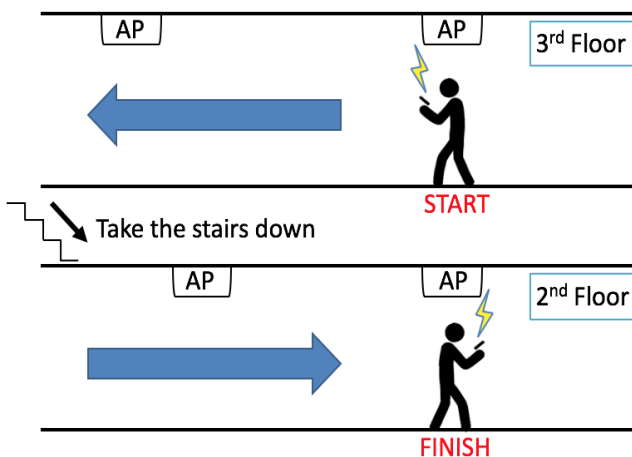 AP
AP
3rd Floor
START
Take the stairs down
AP
AP
2nd Floor
FINISH